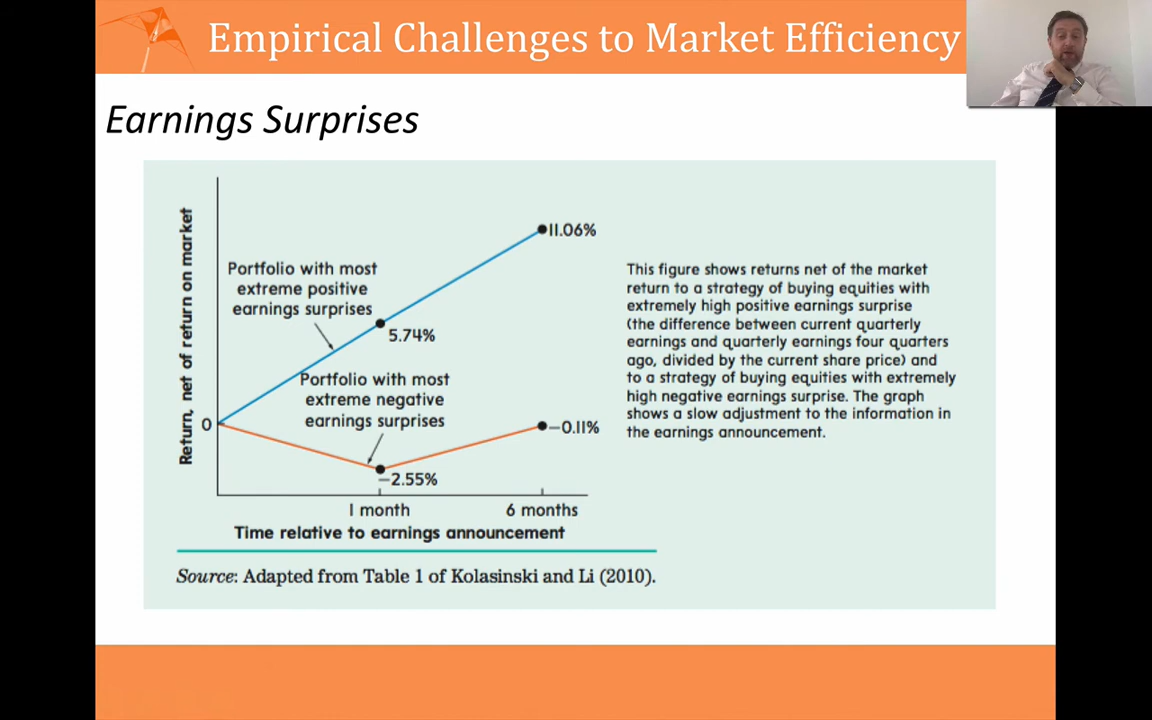 Empirical Challenges to Market Efficiency
Earnings Surprises
Return, net of return on market
0
Portfolio with most
extreme positive
earnings surprises
11.06%
5.74%
Portfolio with most
extreme negative
earnings surprises
−0.11%
−2.55%
1 month
6 months
Time relative to earnings announcement
This figure shows returns net of the market
return to a strategy of buying equities with
extremely high positive earnings surprise
(the difference between current quarterly
earnings and quarterly earnings four quarters
ago, divided by the current share price) and
to a strategy of buying equities with extremely
high negative earnings surprise. The graph
shows a slow adjustment to the information in
the earnings announcement.
Source: Adapted from Table 1 of Kolasinski and Li (2010).